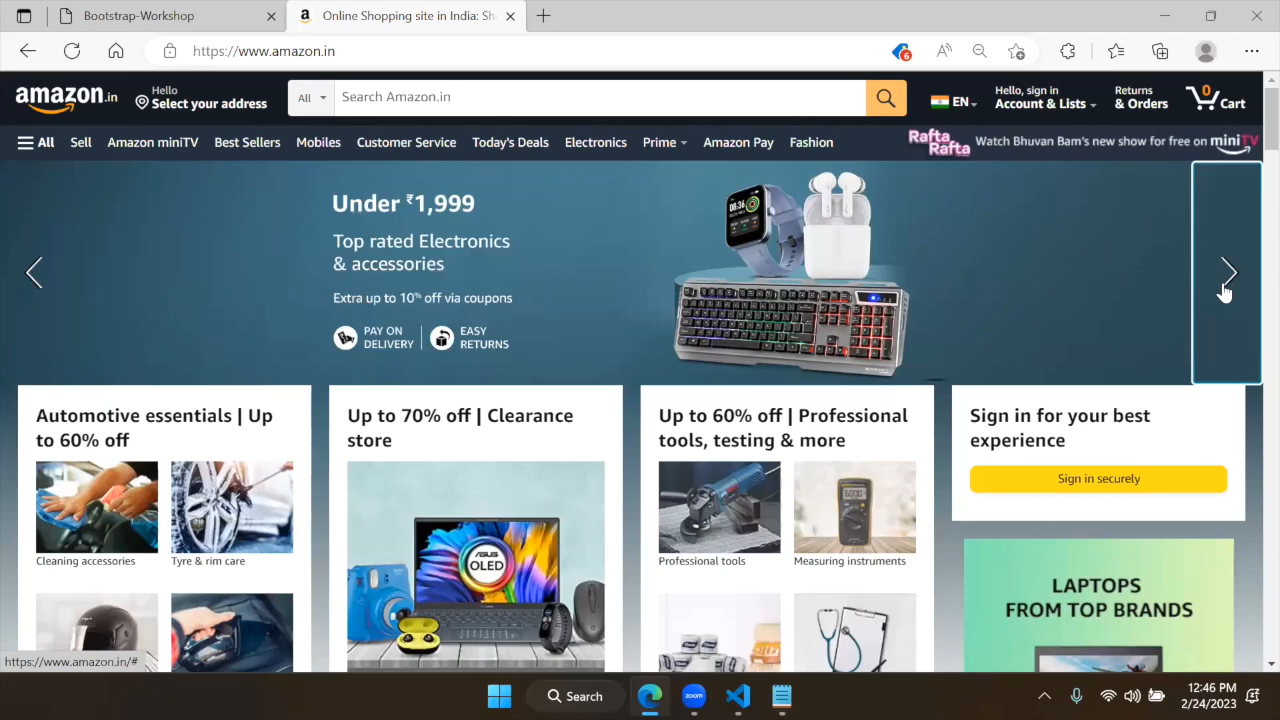 Bootstrap-Workshop
Online Shopping site in India: Sh
https://www.amazon.in
6
amazon.in
Hello
Select your address
All
Search Amazon.in
EN
Hello, sign in
Account & Lists
Returns
& Orders
0
Cart
All
Sell
Amazon miniTV
Best Sellers
Mobiles
Customer Service
Today's Deals
Electronics
Prime
Amazon Pay
Fashion
Rafta
Rafta
Watch Bhuvan Bam's new show for free on miniTV
Under ₹1,999
Top rated Electronics
& accessories
Extra up to 10% off via coupons
PAY ON
DELIVERY
EASY
RETURNS
08:36
Automotive essentials | Up
to 60% off
Cleaning accessories
Tyre & rim care
Up to 70% off | Clearance
store
ASUS
OLED
Up to 60% off | Professional
tools, testing & more
Professional tools
Measuring instruments
Sign in for your best
experience
Sign in securely
LAPTOPS
FROM TOP BRANDS
https://www.amazon.in/#
Search
zoom
12:46 PM
2/24/2023